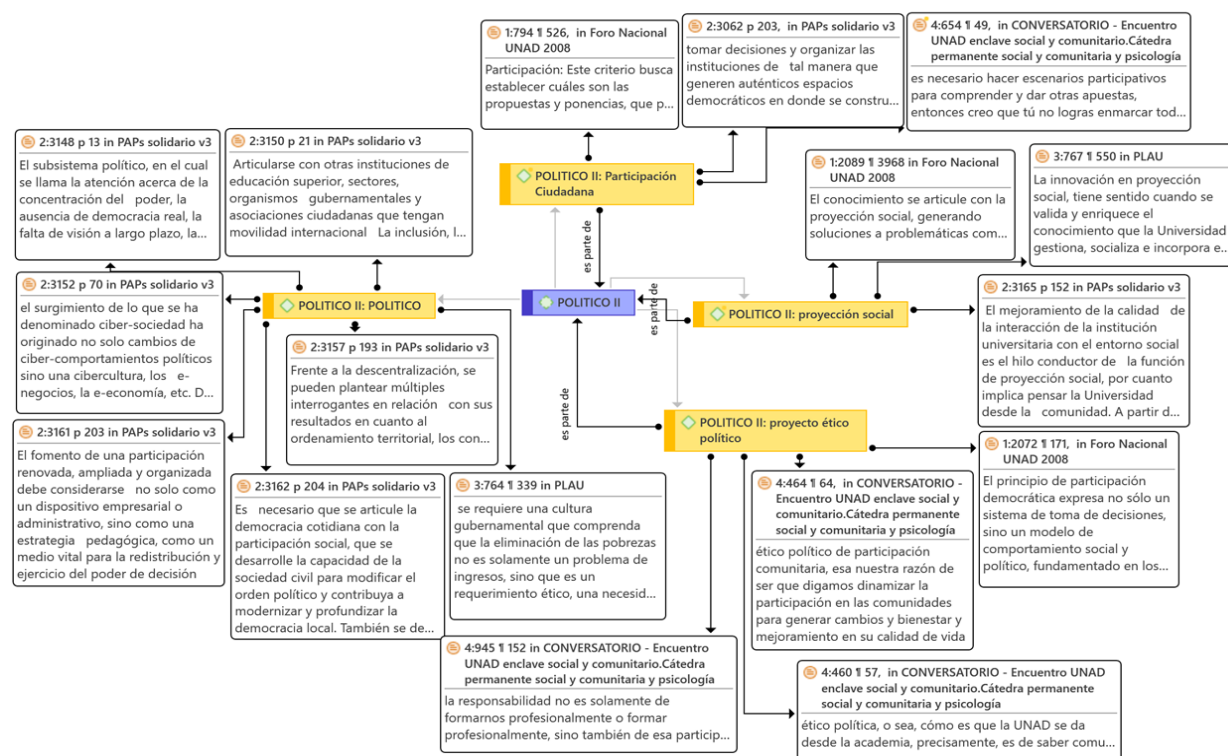 1:794 ¶ 526, in Foro Nacional
UNAD 2008
Participación: Este criterio busca
establecer cuáles son las
propuestas y ponencias, que p...
2:3062 p 203, in PAPs solidario v3
tomar decisiones y organizar las
instituciones de tal manera que
generen auténticos espacios
democráticos en donde se constru...
4:654 ¶ 49, in CONVERSATORIO - Encuentro
UNAD enclave social y comunitario.Cátedra
permanente social y comunitaria y psicología
es necesario hacer escenarios participativos
para comprender y dar otras apuestas,
entonces creo que tú no logras enmarcar tod...
2:3148 p 13 in PAPs solidario v3
El subsistema político, en el cual
se llama la atención acerca de la
concentración del poder, la
ausencia de democracia real, la
falta de visión a largo plazo, la...
2:3150 p 21 in PAPs solidario v3
Articularse con otras instituciones de
educación superior, sectores,
organismos gubernamentales y
asociaciones ciudadanas que tengan
movilidad internacional La inclusión, l...
POLITICO II: Participación
Ciudadana
1:2089 ¶ 3968 in Foro Nacional
UNAD 2008
El conocimiento se articule con la
proyección social, generando
soluciones a problemáticas com...
3:767 ¶ 550 in PLAU
La innovación en proyección
social, tiene sentido cuando se
valida y enriquece el
conocimiento que la Universidad
gestiona, socializa e incorpora e...
es parte de
2:3152 p 70 in PAPs solidario v3
el surgimiento de lo que se ha
denominado ciber-sociedad ha
originado no solo cambios de
ciber-comportamientos políticos
sino una cibercultura, los e-
negocios, la e-economía, etc. D...
POLITICO II: POLITICO
POLITICO II
es parte de
POLITICO II: proyección social
2:3165 p 152 in PAPs solidario v3
El mejoramiento de la calidad de
la interacción de la institución
universitaria con el entorno social
es el hilo conductor de la función
de proyección social, por cuanto
implica pensar la Universidad
desde la comunidad. A partir d...
2:3157 p 193 in PAPs solidario v3
Frente a la descentralización, se
pueden plantear múltiples
interrogantes en relación con sus
resultados en cuanto al
ordenamiento territorial, los con...
es parte de
POLITICO II: proyecto ético
político
2:3161 p 203 in PAPs solidario v3
El fomento de una participación
renovada, ampliada y organizada
debe considerarse no solo como
un dispositivo empresarial o
administrativo, sino como una
estrategia pedagógica, como un
medio vital para la redistribución y
ejercicio del poder de decisión
2:3162 p 204 in PAPs solidario v3
Es necesario que se articule la
democracia cotidiana con la
participación social, que se
desarrolle la capacidad de la
sociedad civil para modificar el
orden político y contribuya a
modernizar y profundizar la
democracia local. También se de...
3:764 ¶ 339 in PLAU
se requiere una cultura
gubernamental que comprenda
que la eliminación de las pobrezas
no es solamente un problema de
ingresos, sino que es un
requerimiento ético, una necesid...
4:464 ¶ 64, in CONVERSATORIO -
Encuentro UNAD enclave social y
comunitario.Cátedra permanente
social y comunitaria y psicología
ético político de participación
comunitaria, esa nuestra razón de
ser que digamos dinamizar la
participación en las comunidades
para generar cambios y bienestar y
mejoramiento en su calidad de vida
1:2072 ¶ 171, in Foro Nacional
UNAD 2008
El principio de participación
democrática expresa no sólo un
sistema de toma de decisiones,
sino un modelo de
comportamiento social y
político, fundamentado en los...
4:945 ¶ 152 in CONVERSATORIO - Encuentro
UNAD enclave social y comunitario.Cátedra
permanente social y comunitaria y psicología
la responsabilidad no es solamente de
formarnos profesionalmente o formar
profesionalmente, sino también de esa particip...
4:460 ¶ 57, in CONVERSATORIO - Encuentro UNAD
enclave social y comunitario.Cátedra permanente
social y comunitaria y psicología
ético política, o sea, cómo es que la UNAD se da
desde la academia, precisamente, es de saber comu...